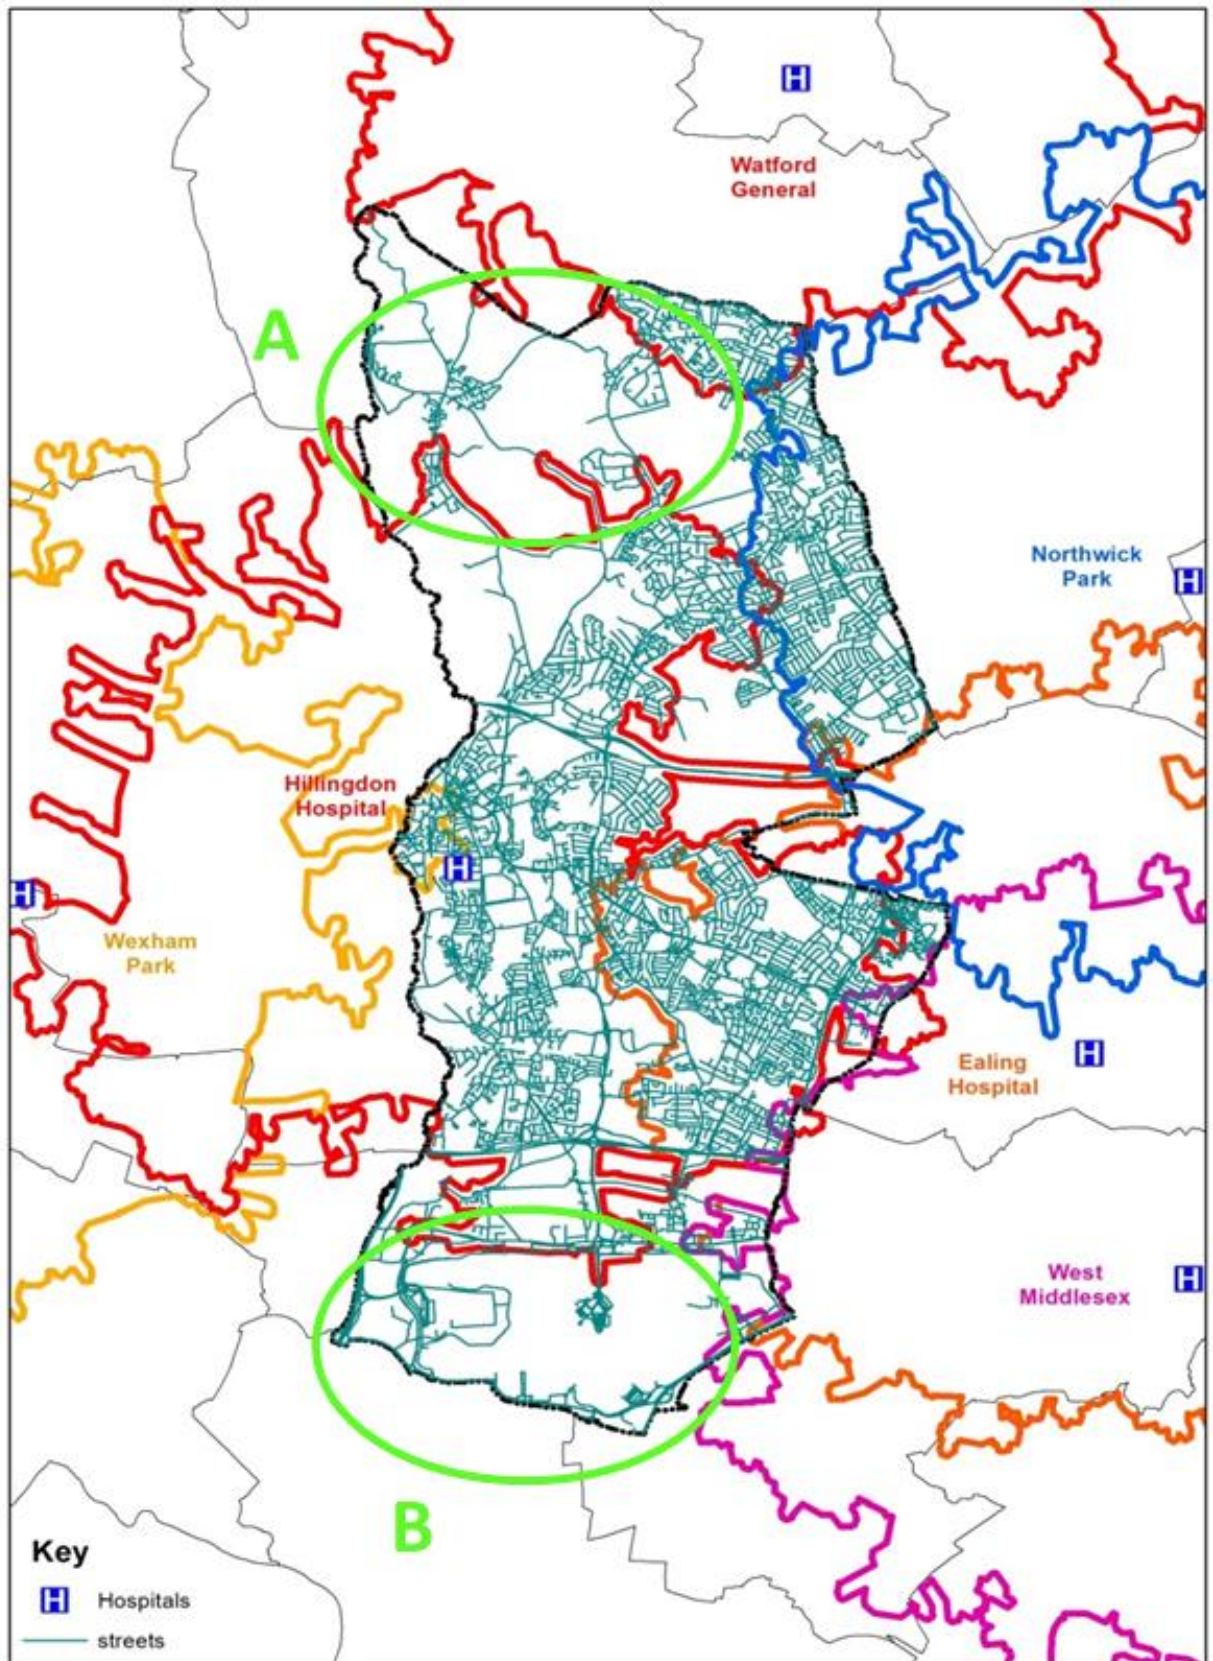 H
Watford
General
A
Northwick
Park
H
Hillingdon
Hospital
H
H
Wexham
Park
H
Ealing
Hospital
West
Middlesex
H
B
Key
H Hospitals
streets